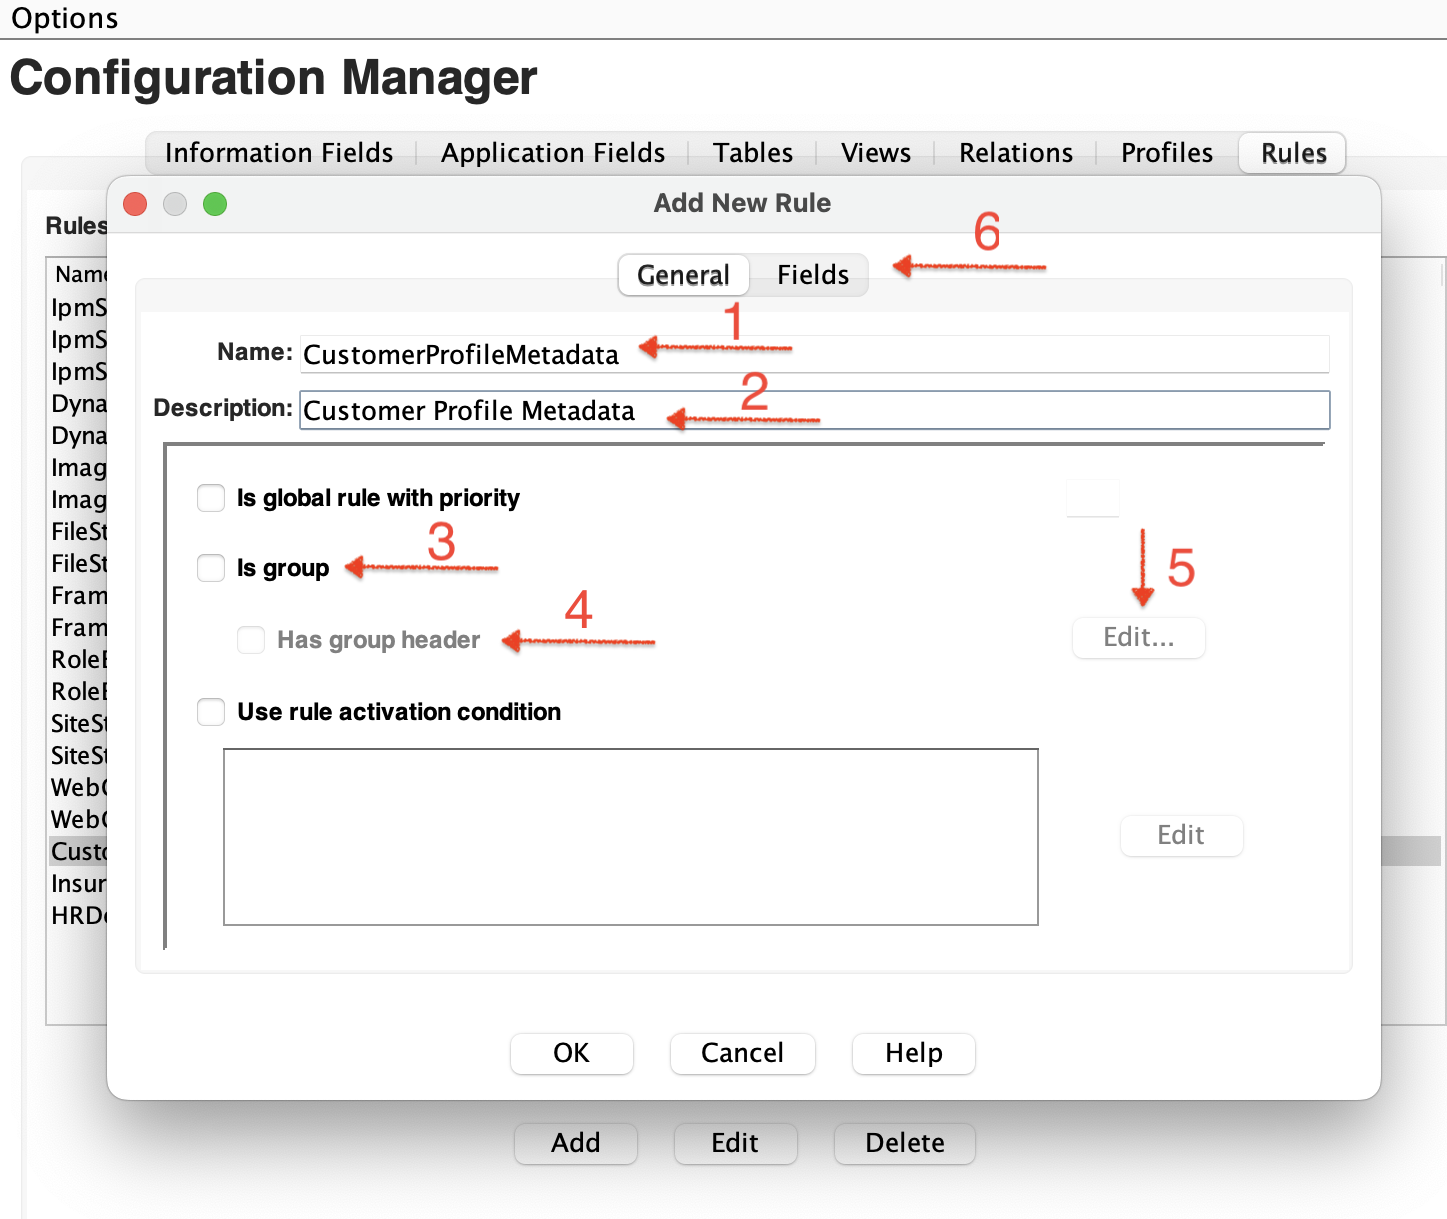 Options
Configuration Manager
Information Fields Application Fields Tables Views Relations Profiles Rules
Add New Rule
Rules
6
General Fields
Name
1
Name: CustomerProfileMetadata
IpmS
IpmS
IpmS
2
Description: Customer Profile Metadata
Dyna
Dyna
Imag
Is global rule with priority
Imag
FileSt
3
FileSt
Is group
5
Fram
4
Fram
Has group header
Edit...
RoleE
RoleE
Use rule activation condition
SiteSt
SiteSt
WebC
WebC
Edit
Custo
Insur
HRDo
OK Cancel Help
Add Edit Delete